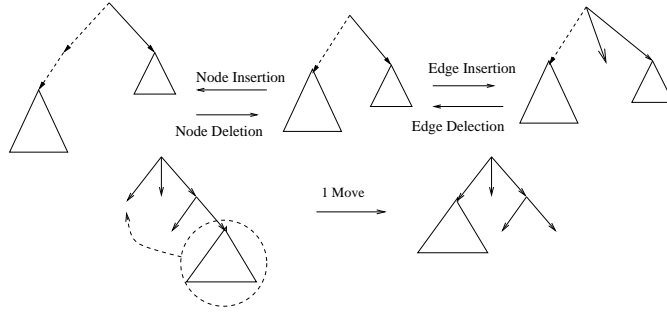 Node Insertion
Edge Insertion
Node Deletion
Edge Delection
1 Move